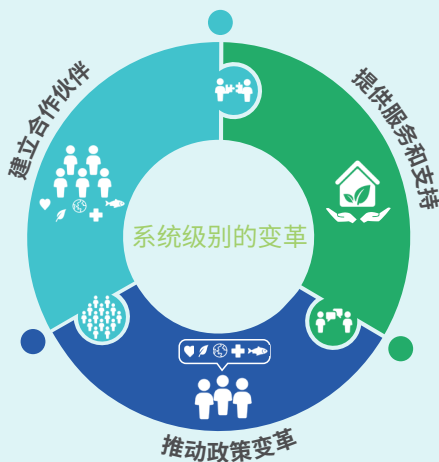 建立合作伙伴
提供服务和支持
系统级别的变革
推动政策变革